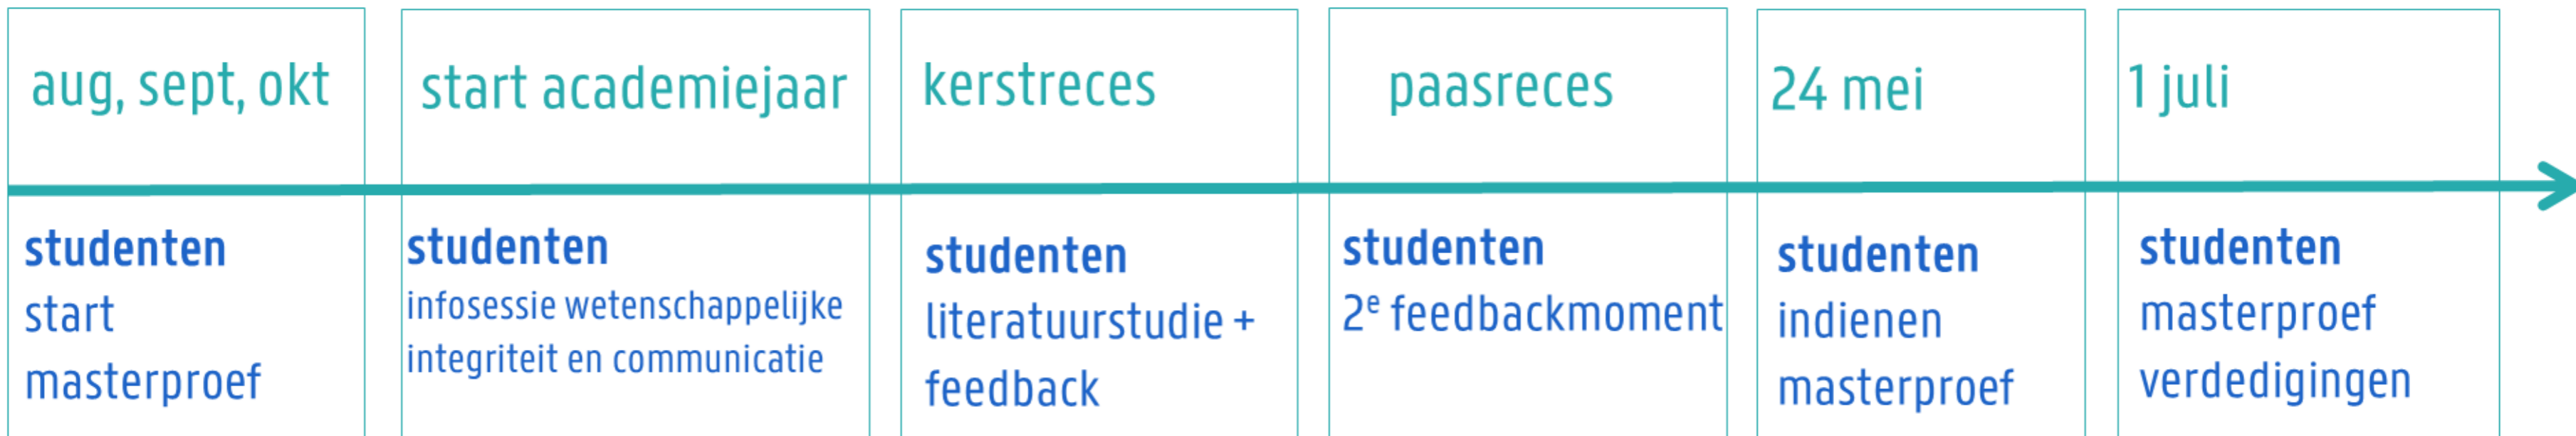 aug, sept, okt
studenten
start
masterproef
start academiejaar
studenten
infosessie wetenschappelijke
integriteit en communicatie
kerstreces
studenten
literatuurstudie +
feedback
paasreces
studenten
2ᵉ feedbackmoment
24 mei
studenten
indienen
masterproef
1 juli
studenten
masterproef
verdedigingen